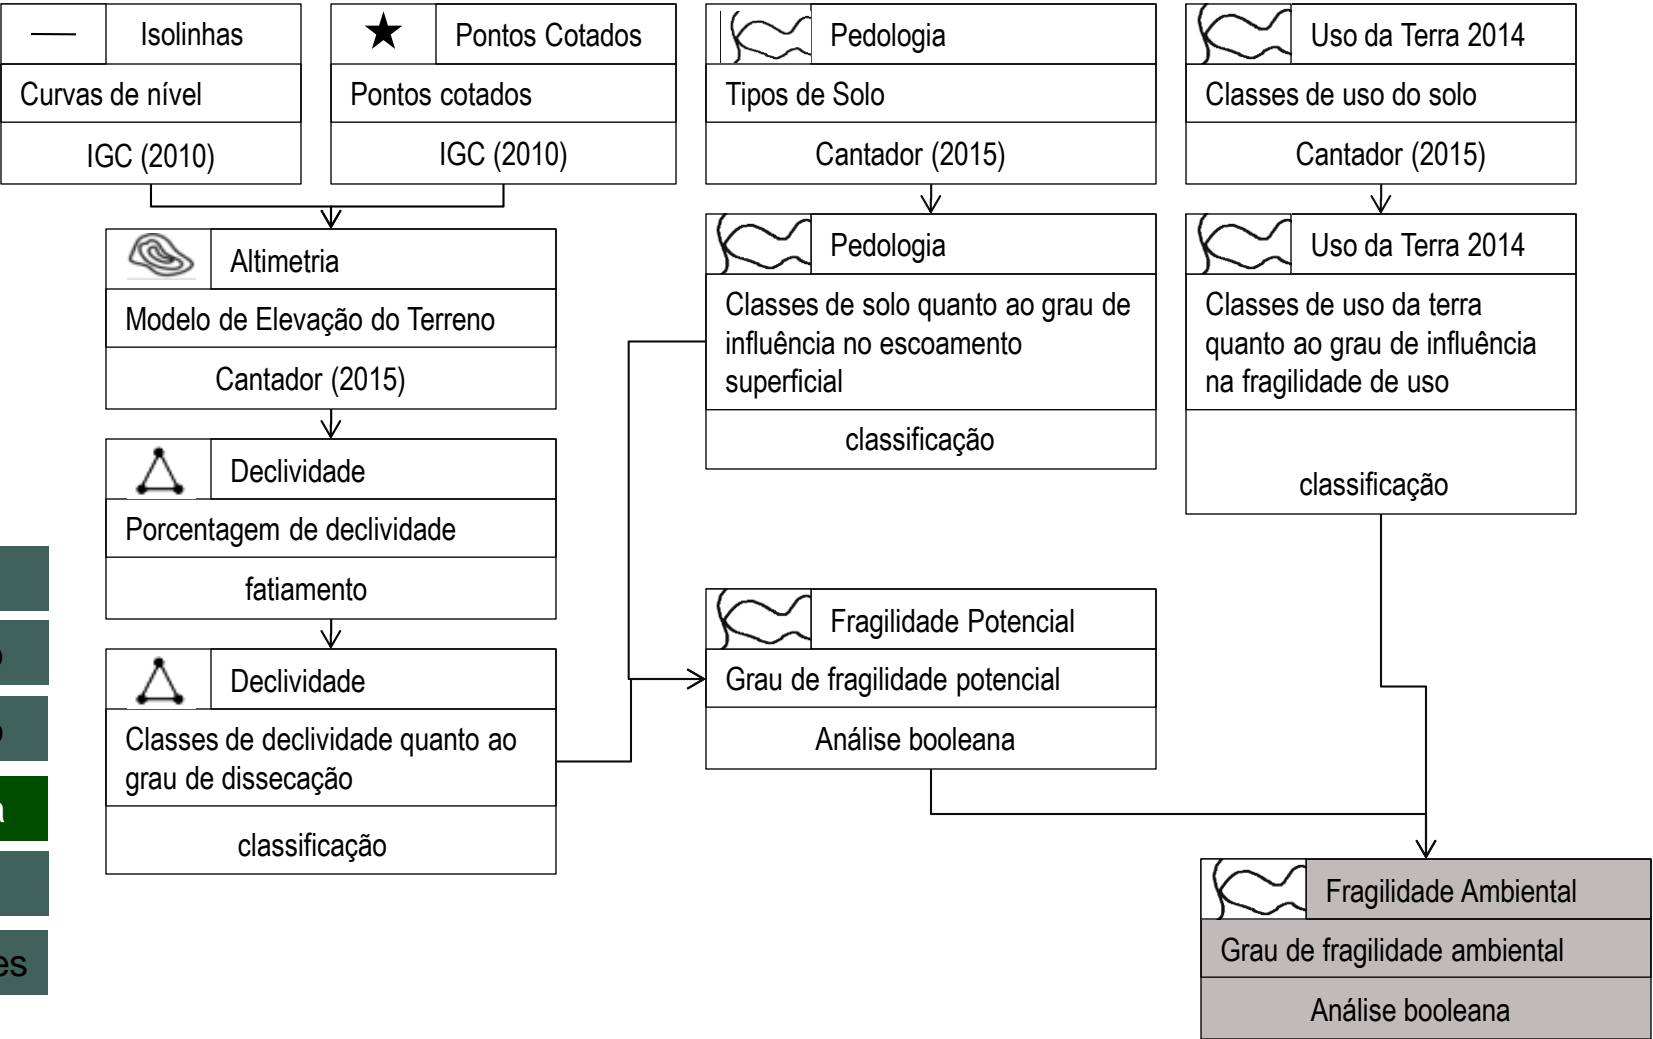 Isolinhas
Curvas de nível
IGC (2010)
Pontos Cotados
Pontos cotados
IGC (2010)
Pedologia
Tipos de Solo
Cantador (2015)
Uso da Terra 2014
Classes de uso do solo
Cantador (2015)
Altimetria
Modelo de Elevação do Terreno
Cantador (2015)
Pedologia
Classes de solo quanto ao grau de
influência no escoamento
superficial
classificação
Uso da Terra 2014
Classes de uso da terra
quanto ao grau de influência
na fragilidade de uso
classificação
Declividade
Porcentagem de declividade
fatiamento
Declividade
Classes de declividade quanto ao
grau de dissecação
classificação
Fragilidade Potencial
Grau de fragilidade potencial
Análise booleana
Fragilidade Ambiental
Grau de fragilidade ambiental
Análise booleana